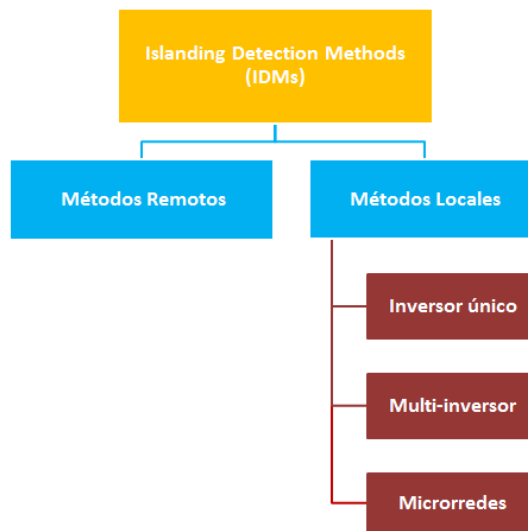 Islanding Detection Methods
(IDMs)
Métodos Remotos
Métodos Locales
Inversor único
Multi-inversor
Microrredes